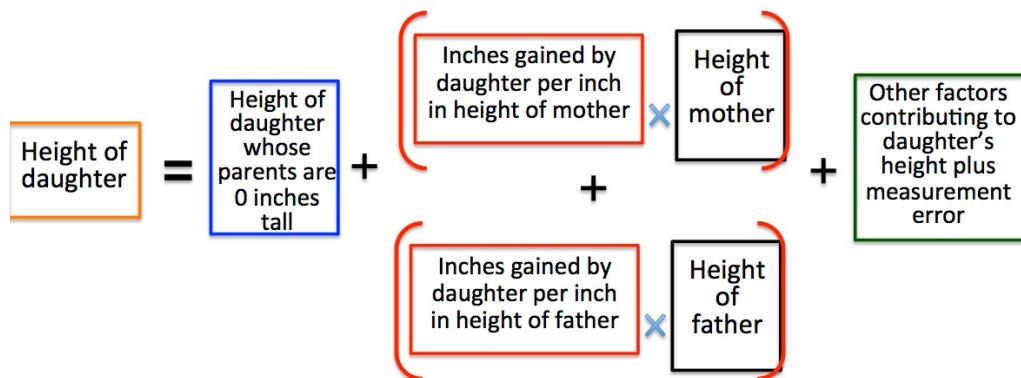 Height of
daughter
=
Height of
daughter
whose
parents are
0 inches
tall
+
Inches gained by
daughter per inch
in height of mother
×
Height
of
mother
+
Inches gained by
daughter per inch
in height of father
×
Height
of
father
+
Other factors
contributing to
daughter’s
height plus
measurement
error